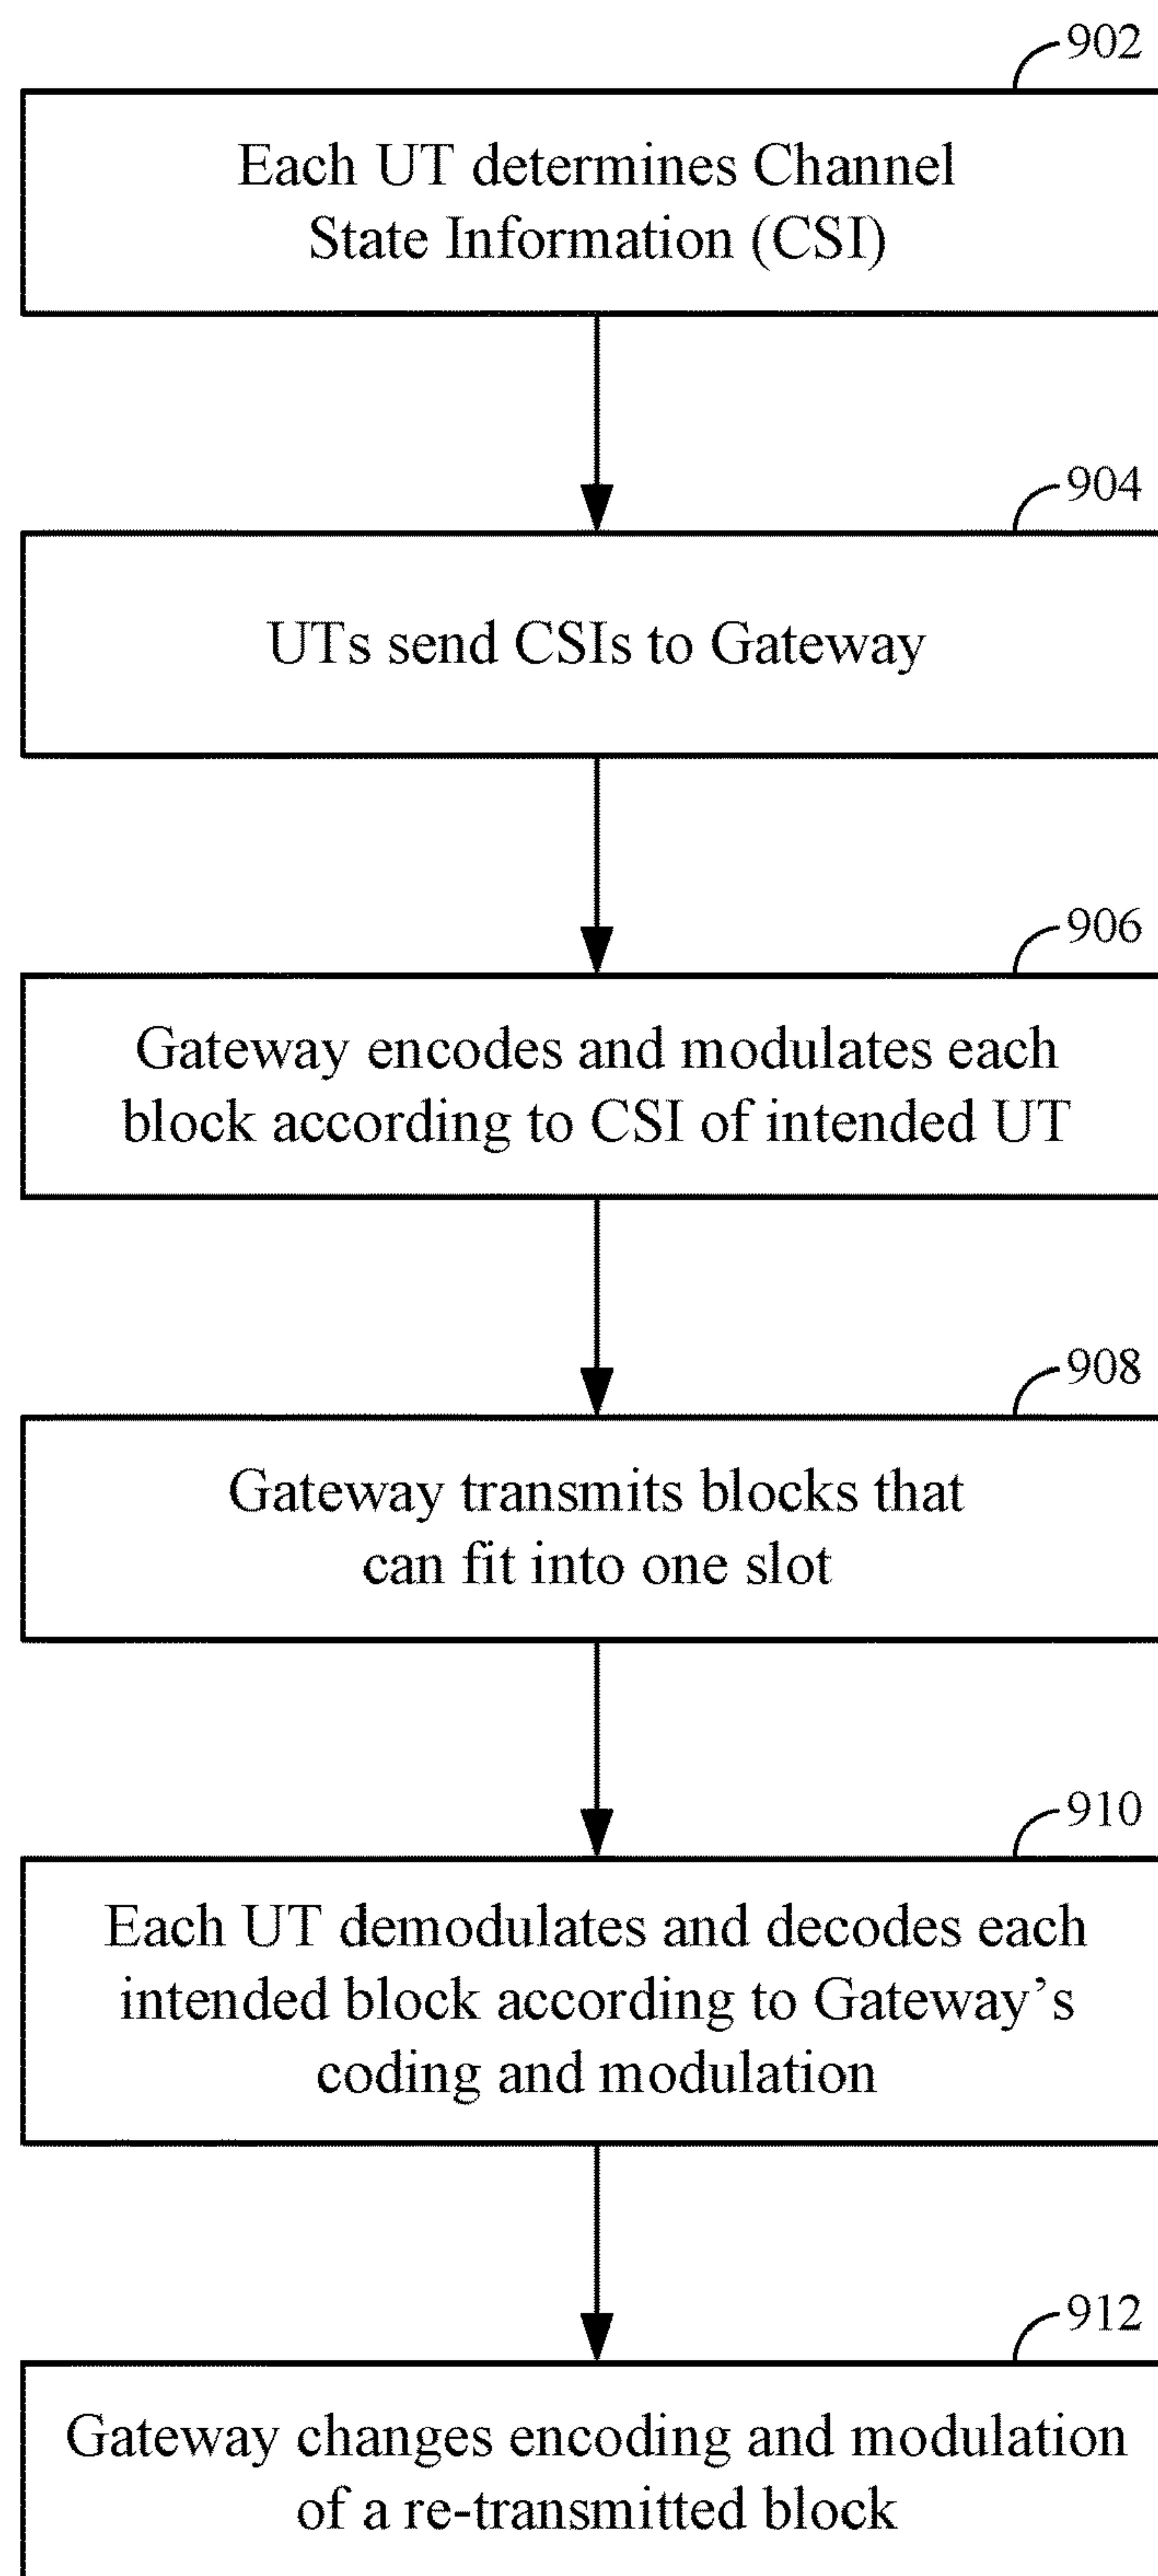 902
Each UT determines Channel
State Information (CSI)
904
UTs send CSIs to Gateway
906
Gateway encodes and modulates each
block according to CSI of intended UT
908
Gateway transmits blocks that
can fit into one slot
910
Each UT demodulates and decodes each
intended block according to Gateway’s
coding and modulation
912
Gateway changes encoding and modulation
of a re-transmitted block